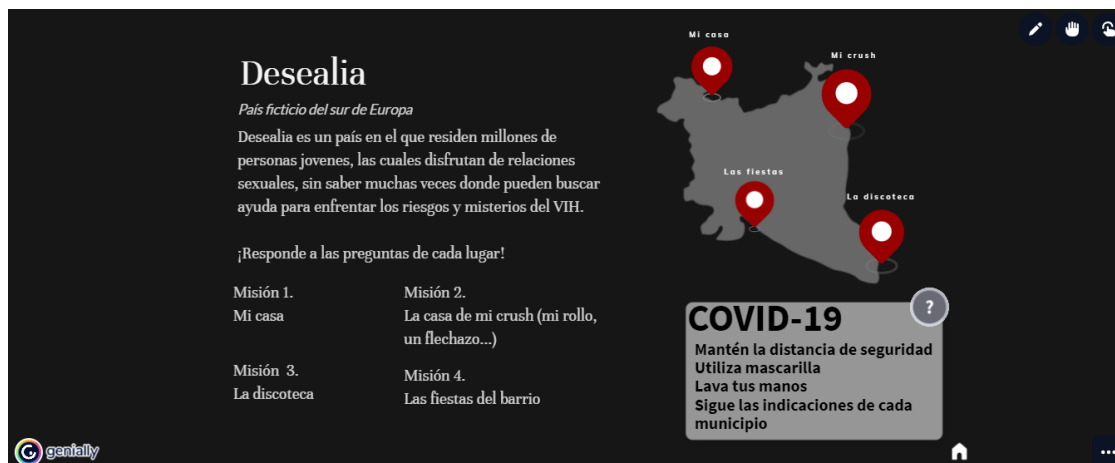 Desealia
País ficticio del sur de Europa
Desealia es un país en el que residen millones de
personas jovenes, las cuales disfrutan de relaciones
sexuales, sin saber muchas veces donde pueden buscar
ayuda para enfrentar los riesgos y misterios del VIH.
¡Responde a las preguntas de cada lugar!
Misión 1.
Mi casa
Misión 2.
La casa de mi crush (mi rollo,
un flechazo...)
Misión  3.
La discoteca
Misión 4.
Las fiestas del barrio
Mi casa
Mi crush
Las fiestas
La discoteca
?
COVID-19
Mantén la distancia de seguridad
Utiliza mascarilla
Lava tus manos
Sigue las indicaciones de cada
municipio
genially